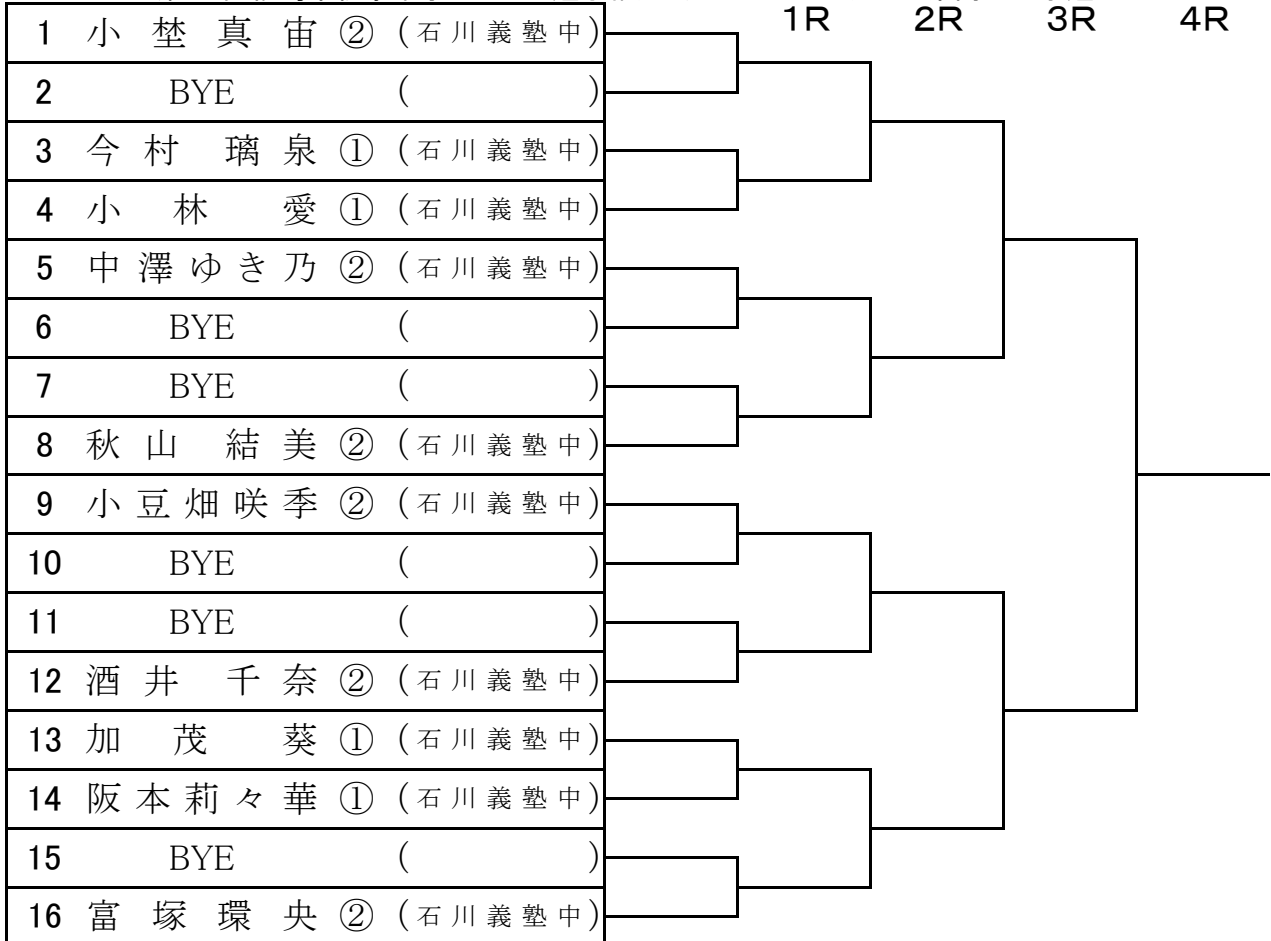 1R 2R 3R 4R
1 小埜真宙② (石川義塾中)
2 BYE ( )
3 今村 璃泉① (石川義塾中)
4 小林 愛① (石川義塾中)
5 中澤ゆき乃② (石川義塾中)
6 BYE ( )
7 BYE ( )
8 秋山 結美② (石川義塾中)
9 小豆畑咲季② (石川義塾中)
10 BYE ( )
11 BYE ( )
12 酒井 千奈② (石川義塾中)
13 加茂 葵① (石川義塾中)
14 阪本莉々華① (石川義塾中)
15 BYE ( )
16 富塚環央② (石川義塾中)